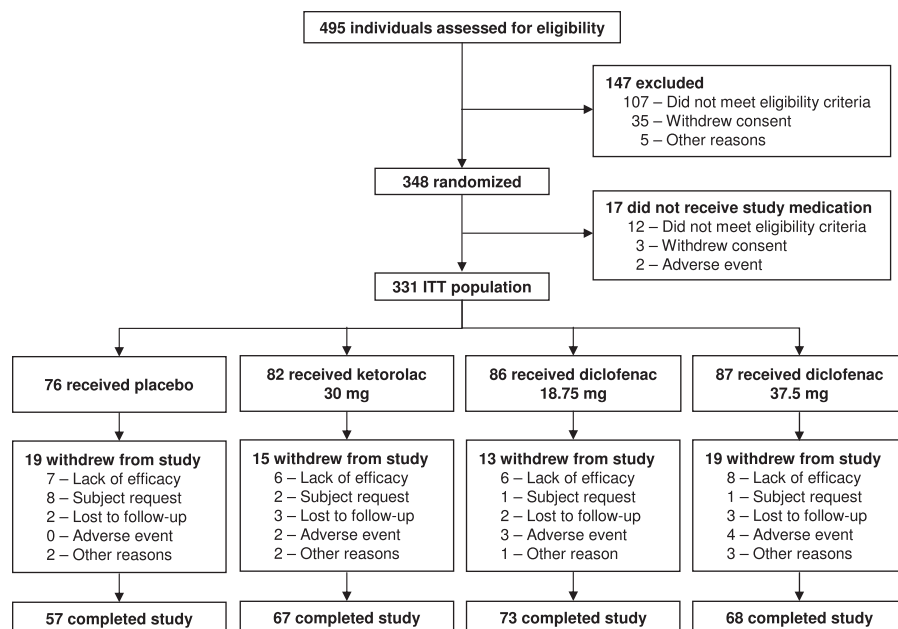 495 individuals assessed for eligibility
147 excluded
107 – Did not meet eligibility criteria
35 – Withdrew consent
5 – Other reasons
348 randomized
17 did not receive study medication
12 – Did not meet eligibility criteria
3 – Withdrew consent
2 – Adverse event
331 ITT population
76 received placebo
82 received ketorolac
30 mg
86 received diclofenac
18.75 mg
87 received diclofenac
37.5 mg
19 withdrew from study
7 – Lack of efficacy
8 – Subject request
2 – Lost to follow-up
0 – Adverse event
2 – Other reasons
15 withdrew from study
6 – Lack of efficacy
2 – Subject request
3 – Lost to follow-up
2 – Adverse event
2 – Other reasons
13 withdrew from study
6 – Lack of efficacy
1 – Subject request
2 – Lost to follow-up
3 – Adverse event
1 – Other reason
19 withdrew from study
8 – Lack of efficacy
1 – Subject request
3 – Lost to follow-up
4 – Adverse event
3 – Other reasons
57 completed study
67 completed study
73 completed study
68 completed study